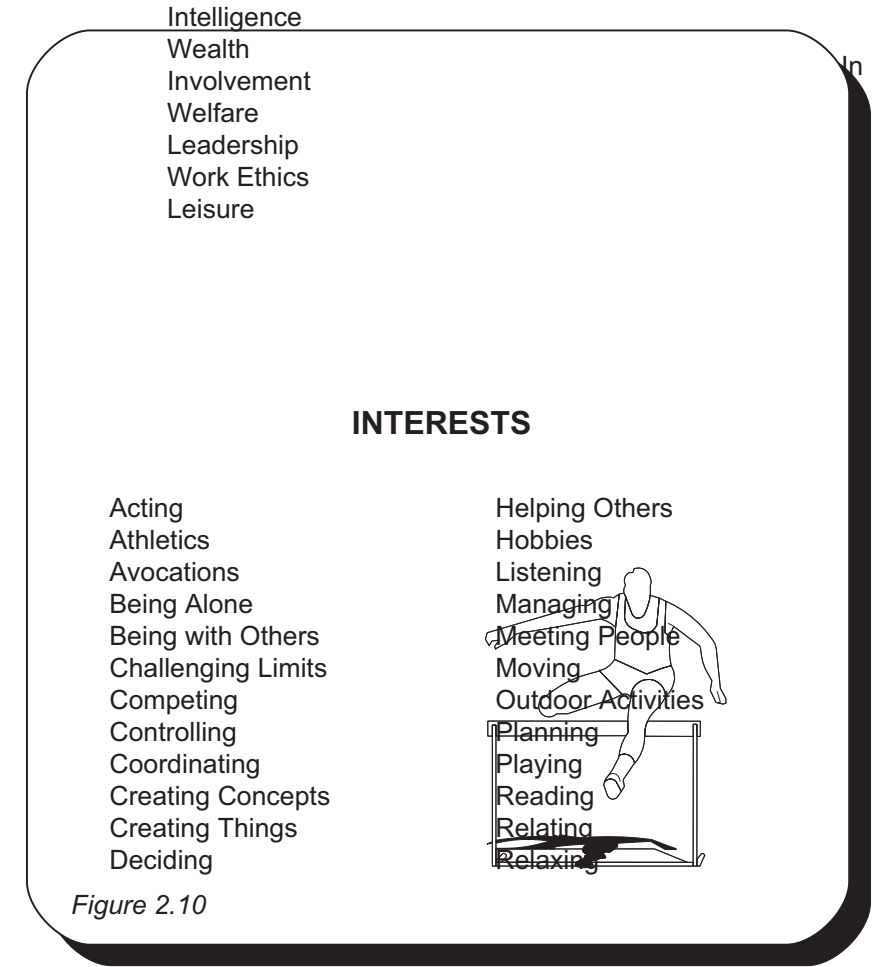 Intelligence
Wealth
In
Involvement
Welfare
Leadership
Work Ethics
Leisure
INTERESTS
Acting
Athletics
Avocations
Being Alone
Being with Others
Challenging Limits
Competing
Controlling
Coordinating
Creating Concepts
Creating Things
Deciding
Helping Others
Hobbies
Listening
Managing
Meeting People
Moving
Outdoor Activities
Planning
Playing
Reading
Relating
Relaxing
Figure 2.10